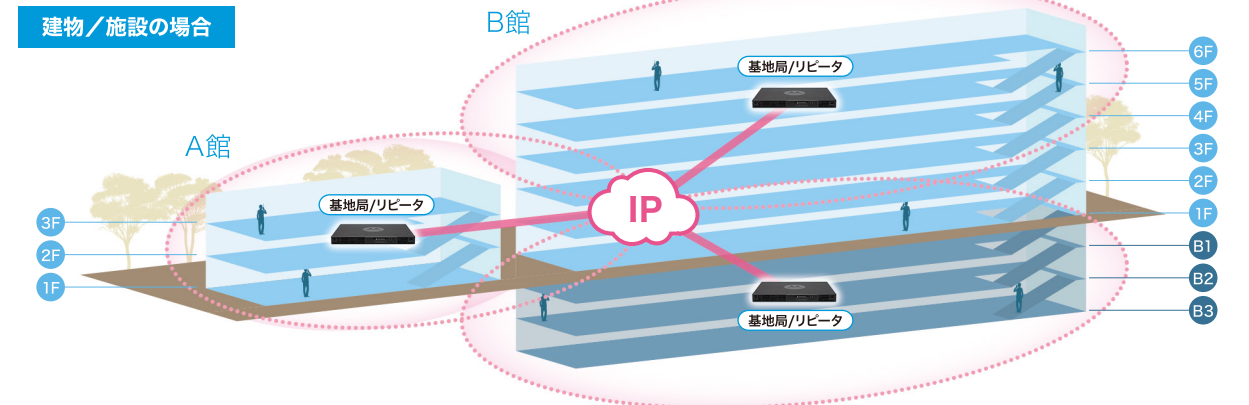 建物／施設の場合
B館
基地局/リピータ
6F
5F
4F
3F
2F
1F
B1
B2
B3
A館
基地局/リピータ
3F
2F
1F
IP
基地局/リピータ